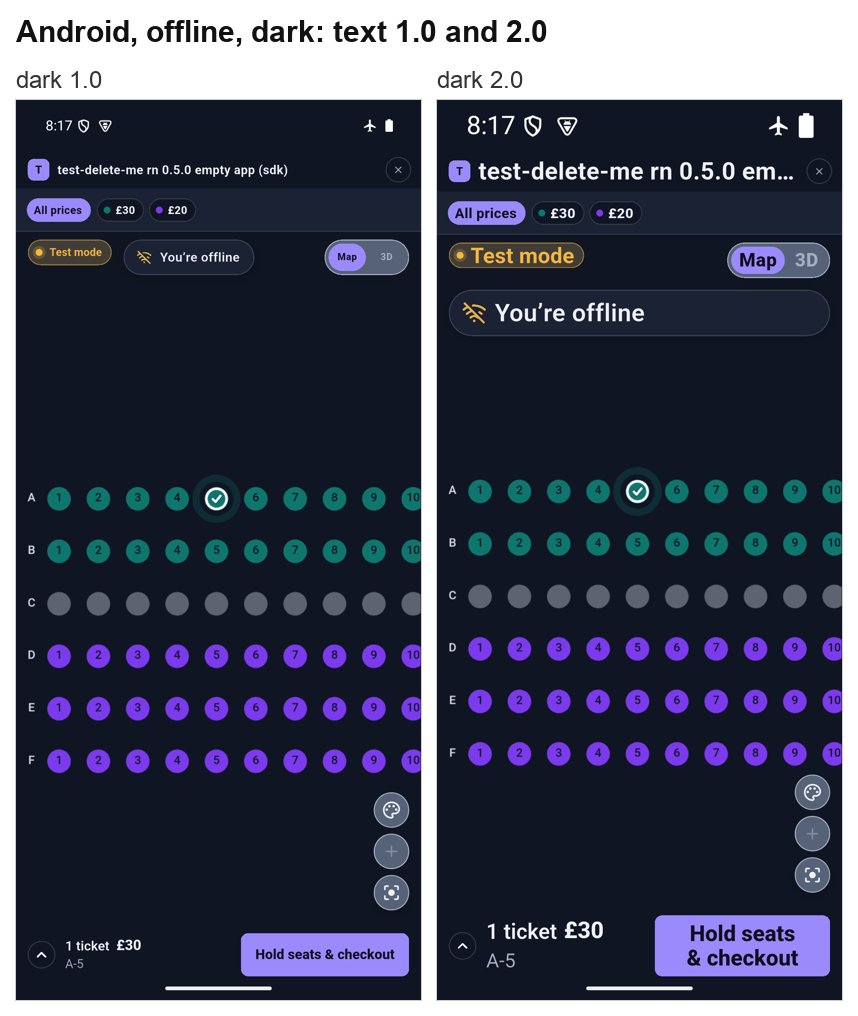 Android, offline, dark: text 1.0 and 2.0
dark 1.0
8:17
T test-delete-me rn 0.5.0 empty app (sdk)
All prices £30 £20
Test mode You're offline Map 3D
A 1 2 3 4 6 7 8 9 10
B 1 2 3 4 5 6 7 8 9 10
C
D 1 2 3 4 5 6 7 8 9 10
E 1 2 3 4 5 6 7 8 9 10
F 1 2 3 4 5 6 7 8 9 10
1 ticket £30
A-5
Hold seats & checkout
dark 2.0
8:17
T test-delete-me rn 0.5.0 em...
All prices £30 £20
Test mode Map 3D
You're offline
A 1 2 3 4 6 7 8 9 10
B 1 2 3 4 5 6 7 8 9 10
C
D 1 2 3 4 5 6 7 8 9 10
E 1 2 3 4 5 6 7 8 9 10
F 1 2 3 4 5 6 7 8 9 10
1 ticket £30
A-5
Hold seats
& checkout